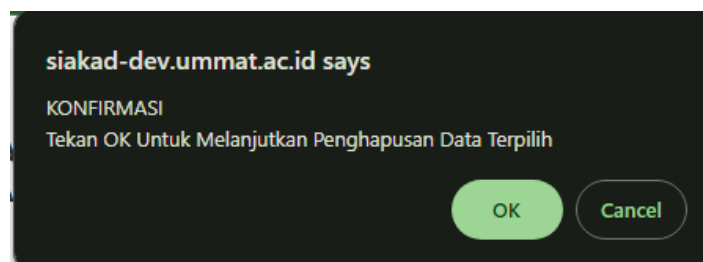 siakad-dev.ummat.ac.id says
KONFIRMASI
Tekan OK Untuk Melanjutkan Penghapusan Data Terpilih
OK Cancel